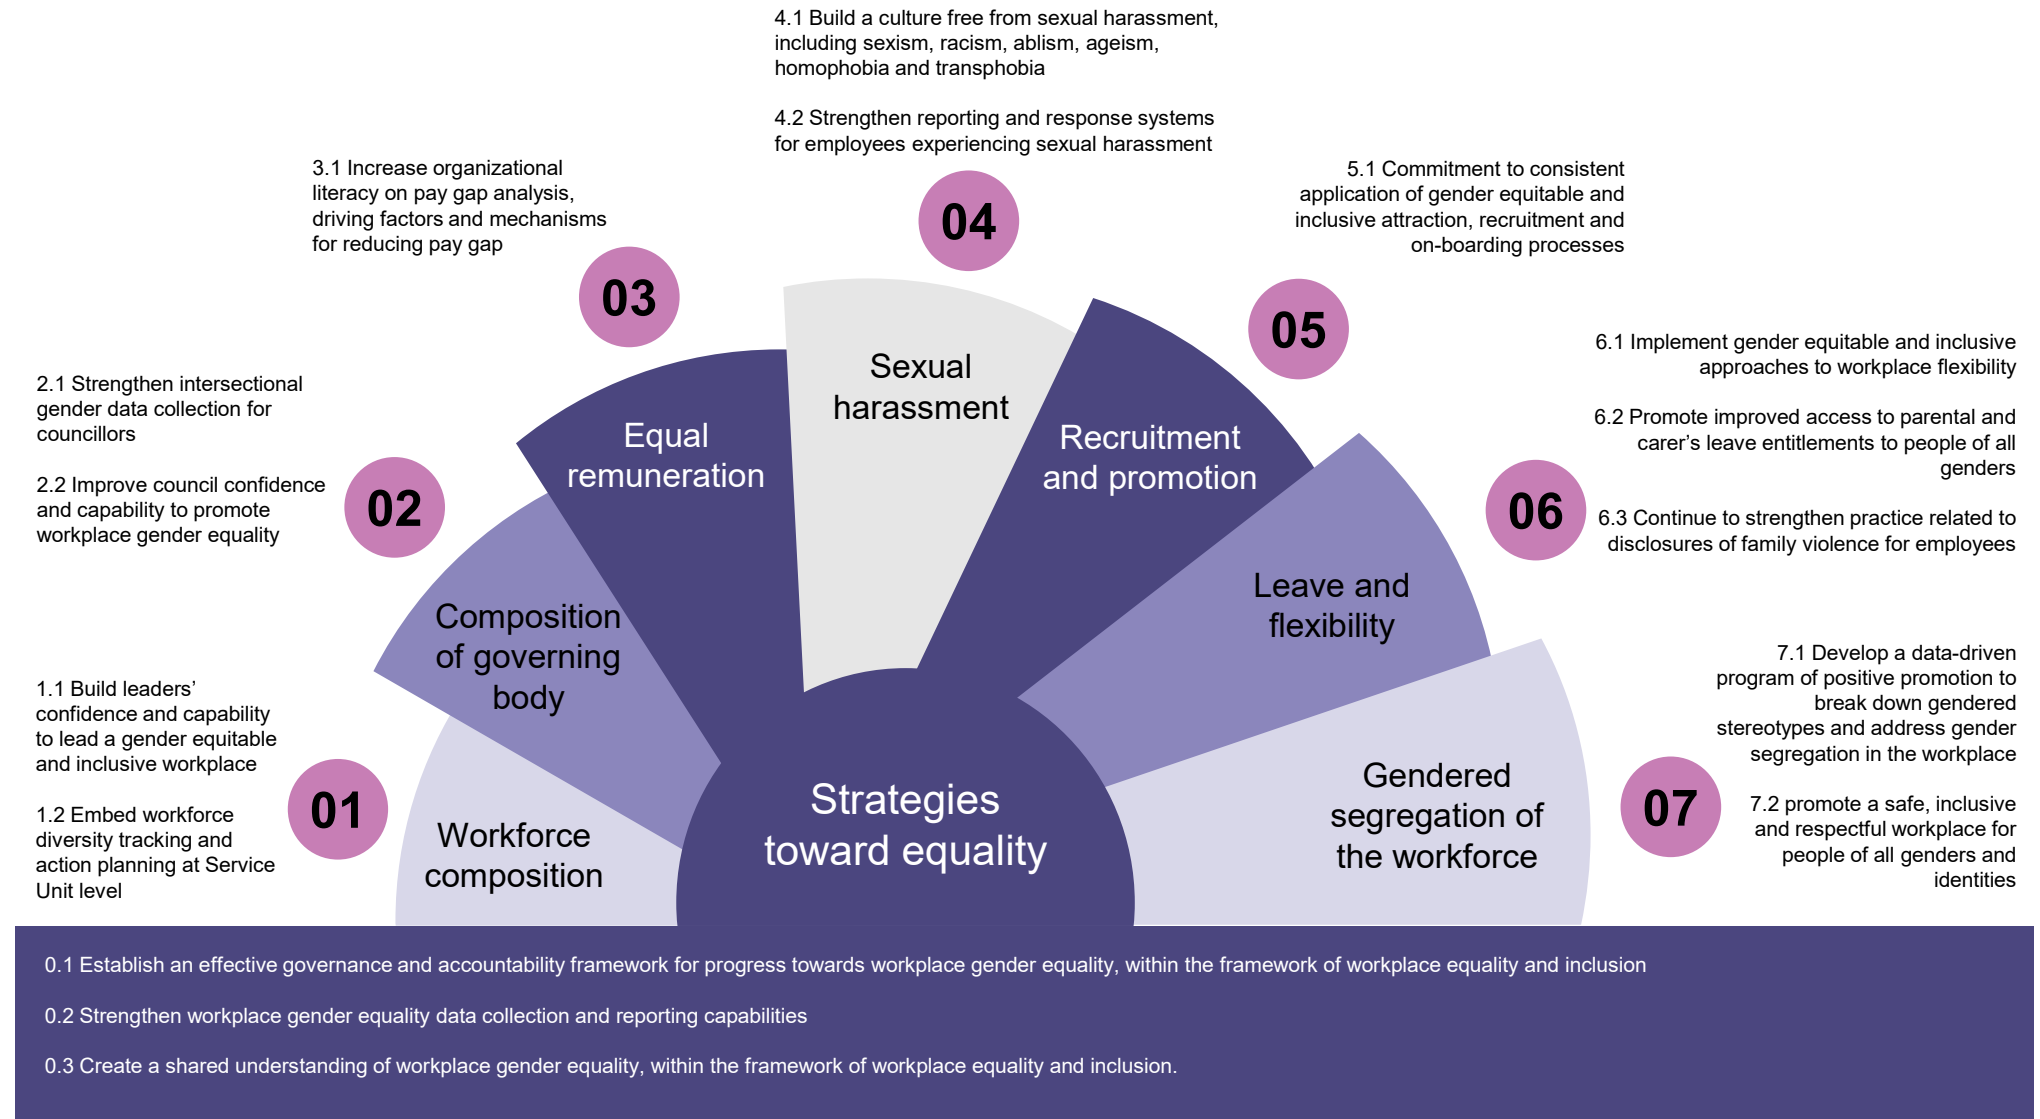 4.1 Build a culture free from sexual harassment,
including sexism, racism, ablism, ageism,
homophobia and transphobia
4.2 Strengthen reporting and response systems
for employees experiencing sexual harassment
3.1 Increase organizational
literacy on pay gap analysis,
driving factors and mechanisms
for reducing pay gap
5.1 Commitment to consistent
application of gender equitable and
inclusive attraction, recruitment and
on-boarding processes
04
03
05
6.1 Implement gender equitable and inclusive
approaches to workplace flexibility
6.2 Promote improved access to parental and
carer's leave entitlements to people of all
genders
6.3 Continue to strengthen practice related to
disclosures of family violence for employees
06
2.1 Strengthen intersectional
gender data collection for
councillors
2.2 Improve council confidence
and capability to promote
workplace gender equality
02
Sexual
harassment
Equal
remuneration
Recruitment
and promotion
Composition
of governing
body
Leave and
flexibility
1.1 Build leaders’
confidence and capability
to lead a gender equitable
and inclusive workplace
1.2 Embed workforce
diversity tracking and
action planning at Service
Unit level
01
Workforce
composition
Strategies
toward equality
Gendered
segregation of
the workforce
07
7.1 Develop a data-driven
program of positive promotion to
break down gendered
stereotypes and address gender
segregation in the workplace
7.2 promote a safe, inclusive
and respectful workplace for
people of all genders and
identities
0.1 Establish an effective governance and accountability framework for progress towards workplace gender equality, within the framework of workplace equality and inclusion
0.2 Strengthen workplace gender equality data collection and reporting capabilities
0.3 Create a shared understanding of workplace gender equality, within the framework of workplace equality and inclusion.